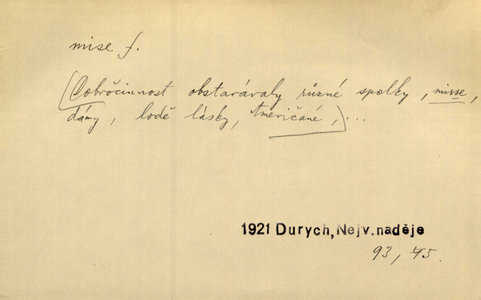 mise f.
(Dobročinnost obstarávaly různé spolky, misse,
dámy, lodě lásky, Američané,) ...
1921 Durych, Nejv. naděje
93, 45.